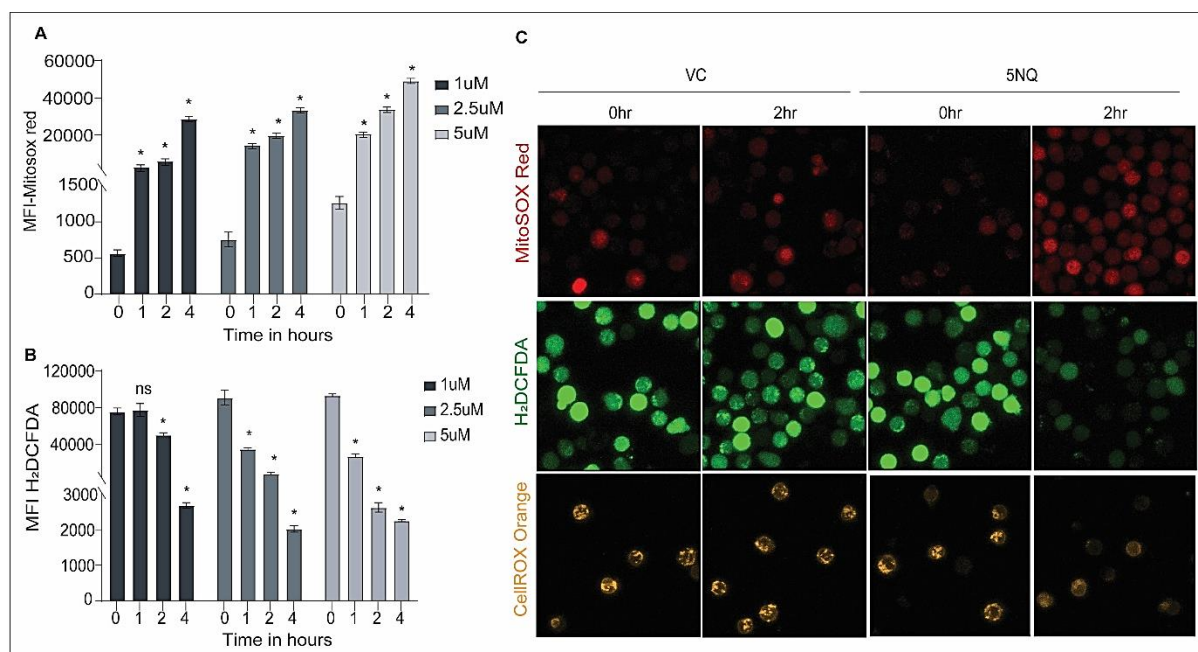 A
60000
40000
20000
1500
1000
500
0
MFI-Mitosox red
* * * * * * * * *
1uM
2.5uM
5uM
0 1 2 4 0 1 2 4 0 1 2 4
Time in hours
B
120000
80000
40000
3000
2000
1000
0
MFI H₂DCFDA
ns * * * * * * * *
1uM
2.5uM
5uM
0 1 2 4 0 1 2 4 0 1 2 4
Time in hours
C
VC 5NQ
0hr 2hr 0hr 2hr
MitoSOX Red
H₂DCFDA
CellROX Orange